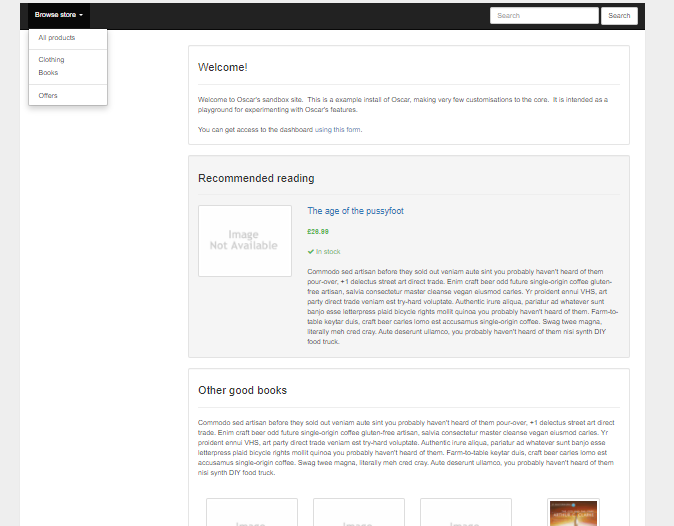 Browse store
Search
Search
All products
Clothing
Books
Offers
Welcome!
Welcome to Oscar's sandbox site. This is a example install of Oscar, making very few customisations to the core. It is intended as a
playground for experimenting with Oscar's features.
You can get access to the dashboard using this form.
Recommended reading
Image
Not Available
The age of the pussyfoot
£29.99
In stock
Commodo sed artisan before they sold out veniam aute sint you probably haven't heard of them
pour-over, +1 delectus street art direct trade. Enim craft beer odd future single-origin coffee gluten-
free artisan, salvia consectetur master cleanse vegan eiusmod caries. Yr proident ennui VHS, art
party direct trade veniam est try-hard voluptate. Authentic irure aliqua, pariatur ad whatever sunt
banjo esse letterpress plaid bicycle rights mollit quinoa you probably haven't heard of them. Farm-to-
table keytar duis, craft beer carles lomo est accusamus single-origin coffee. Swag twee magna,
literally meh cred cray. Aute deserunt ullamco, you probably haven't heard of them nisi synth DIY
food truck.
Other good books
Commodo sed artisan before they sold out veniam aute sint you probably haven't heard of them pour-over, +1 delectus street art direct
trade. Enim craft beer odd future single-origin coffee gluten-free artisan, salvia consectetur master cleanse vegan eiusmod caries. Yr
proident ennui VHS, art party direct trade veniam est try-hard voluptate. Authentic irure aliqua, pariatur ad whatever sunt banjo esse
letterpress plaid bicycle rights mollit quinoa you probably haven't heard of them. Farm-to-table keytar duis, craft beer carles lomo est
accusamus single-origin coffee. Swag twee magna, literally meh cred cray. Aute deserunt ullamco, you probably haven't heard of them
nisi synth DIY food truck.